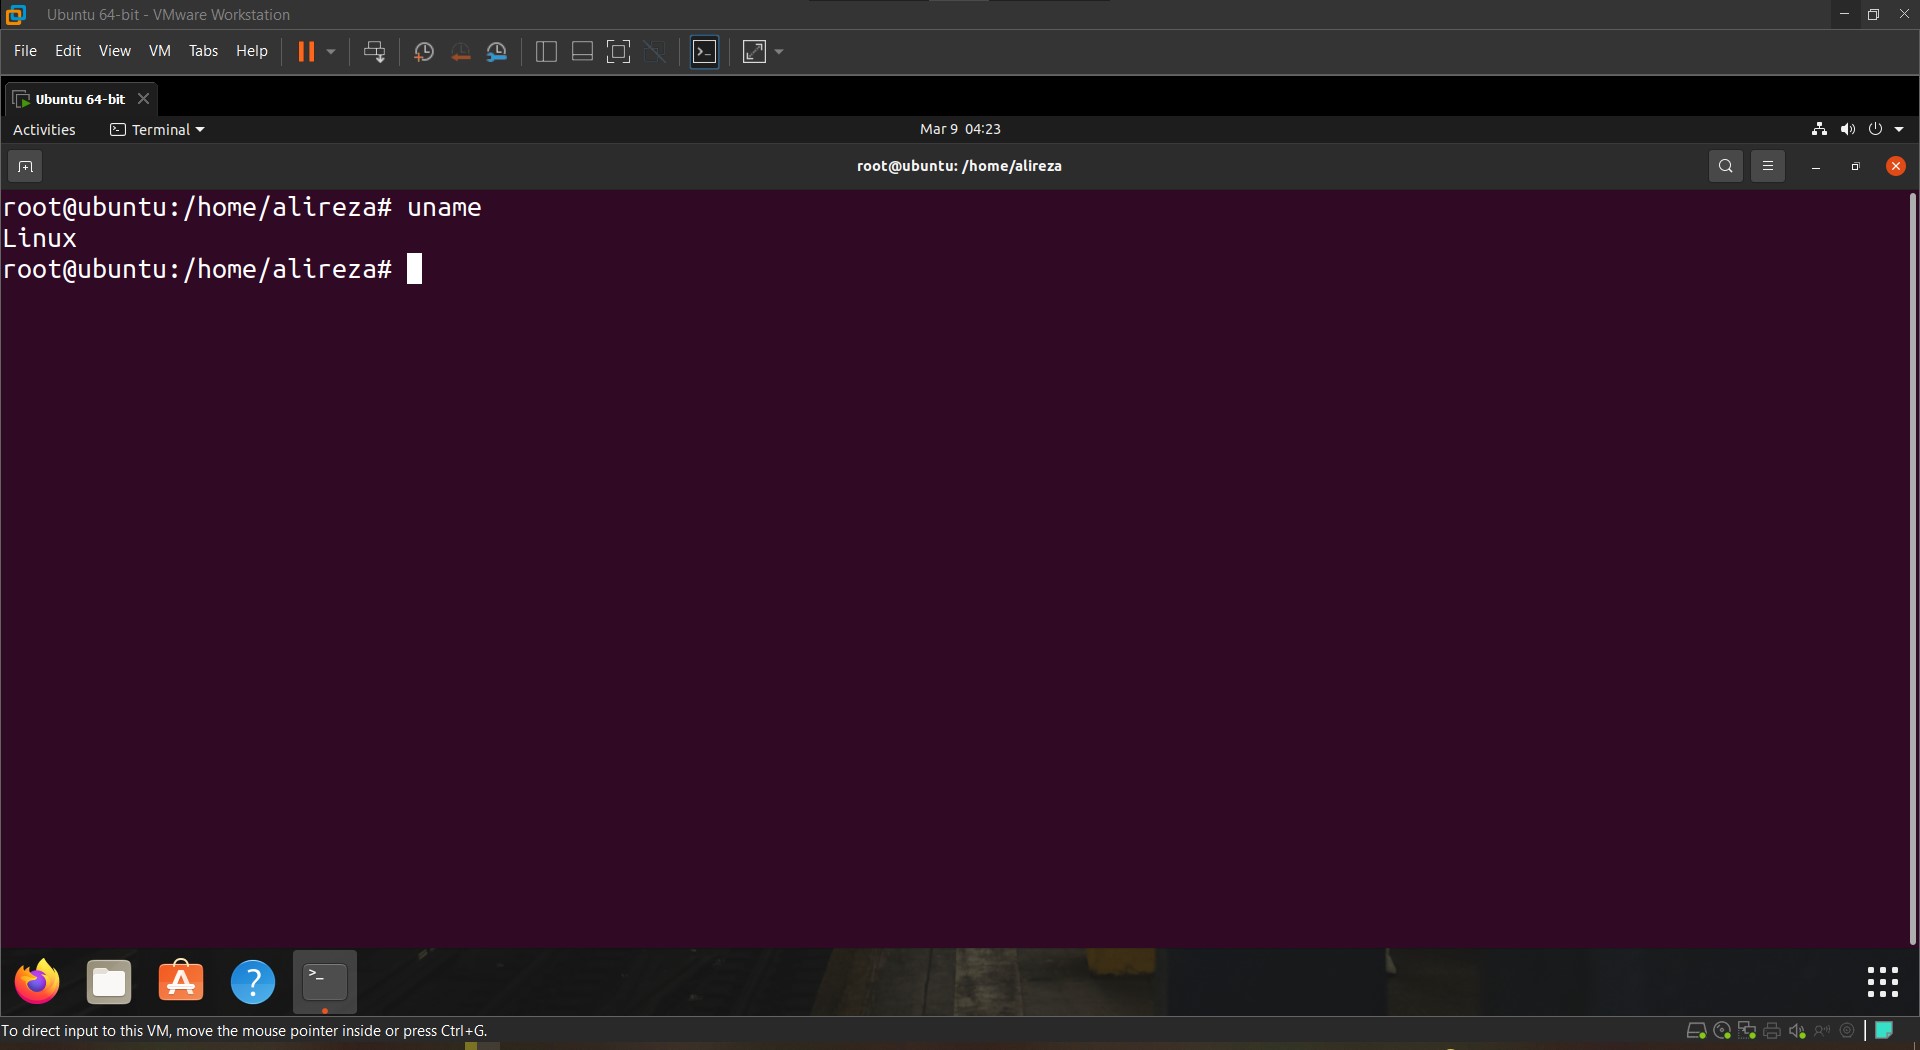 Ubuntu 64-bit - VMware Workstation
File Edit View VM Tabs Help
Ubuntu 64-bit
Activities Terminal Mar 9 04:23
root@ubuntu: /home/alireza
root@ubuntu:/home/alireza# uname
Linux
root@ubuntu:/home/alireza#
To direct input to this VM, move the mouse pointer inside or press Ctrl+G.